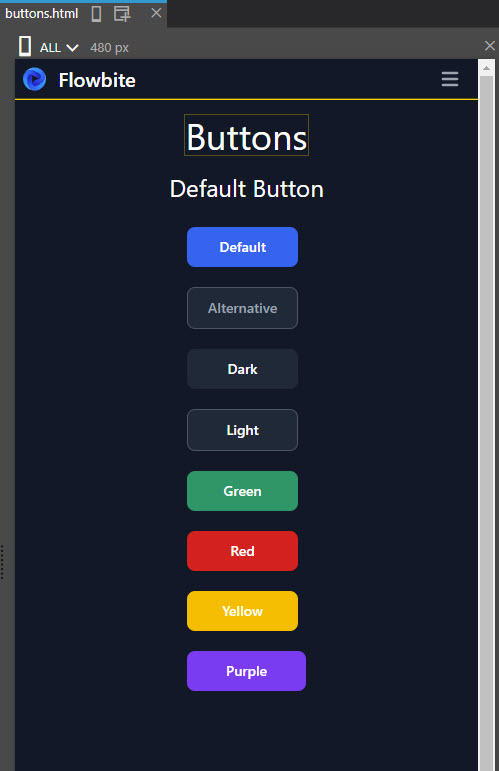 buttons.html
ALL 480 px
Flowbite
Buttons
Default Button
Default
Alternative
Dark
Light
Green
Red
Yellow
Purple